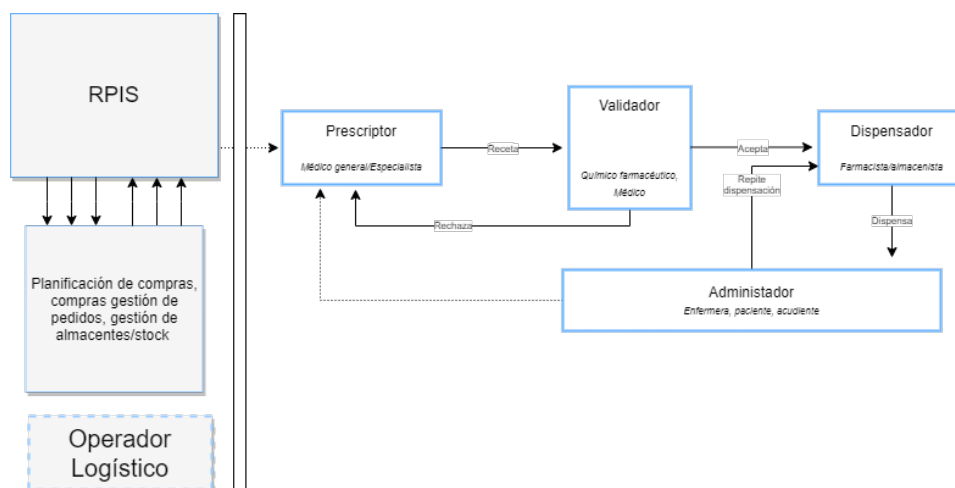 RPIS
Planificación de compras,
compras gestión de
pedidos, gestión de
almacentes/stock
Operador
Logístico
Prescriptor
Médico general/Especialista
Receta
Validador
Químico farmacéutico,
Médico
Rechaza
Acepta
Repite
dispensación
Dispensador
Farmacista/almacenista
Dispensa
Administador
Enfermera, paciente, acudiente